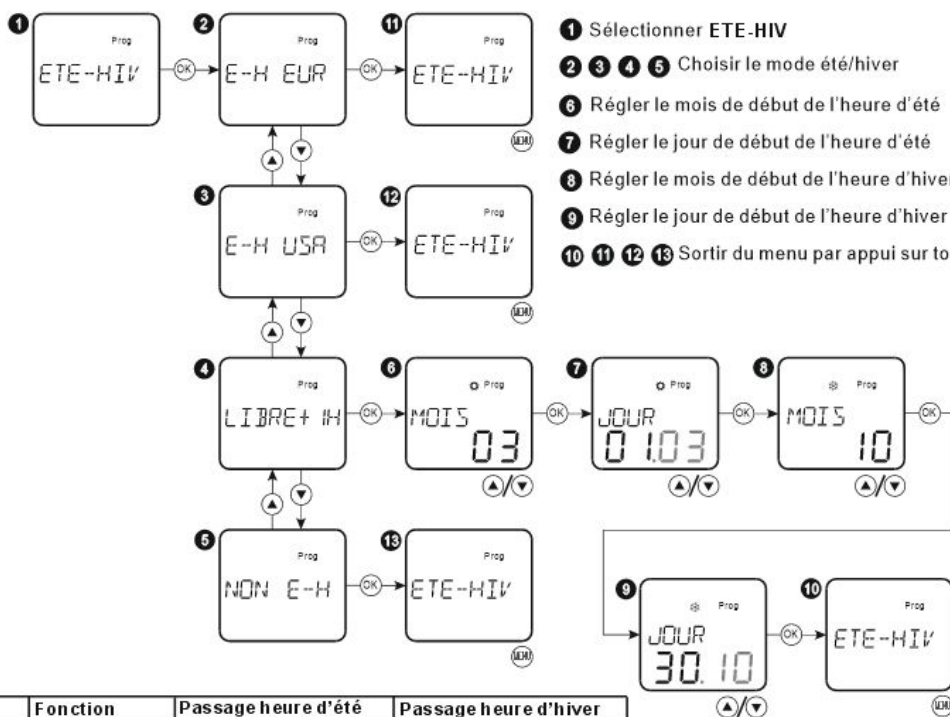 1 Sélectionner ETE-HIV
2 3 4 5 Choisir le mode été/hiver
6 Régler le mois de début de l'heure d'été
7 Régler le jour de début de l'heure d'été
8 Régler le mois de début de l'heure d'hiver
9 Régler le jour de début de l'heure d'hiver
10 11 12 13 Sortir du menu par appui sur
1
Prog
ETE-HIV
OK
2
Prog
E-H EUR
OK
11
Prog
ETE-HIV
MENU
3
Prog
E-H USA
OK
12
Prog
ETE-HIV
MENU
4
Prog
LIBRE+ 1H
OK
6
Prog
MOIS
03
OK
7
Prog
JOUR
01.03
OK
8
Prog
MOIS
10
OK
5
Prog
NON E-H
OK
13
Prog
ETE-HIV
MENU
9
Prog
JOUR
30.10
OK
10
Prog
ETE-HIV
Fonction Passage heure d'été Passage heure d'hiver